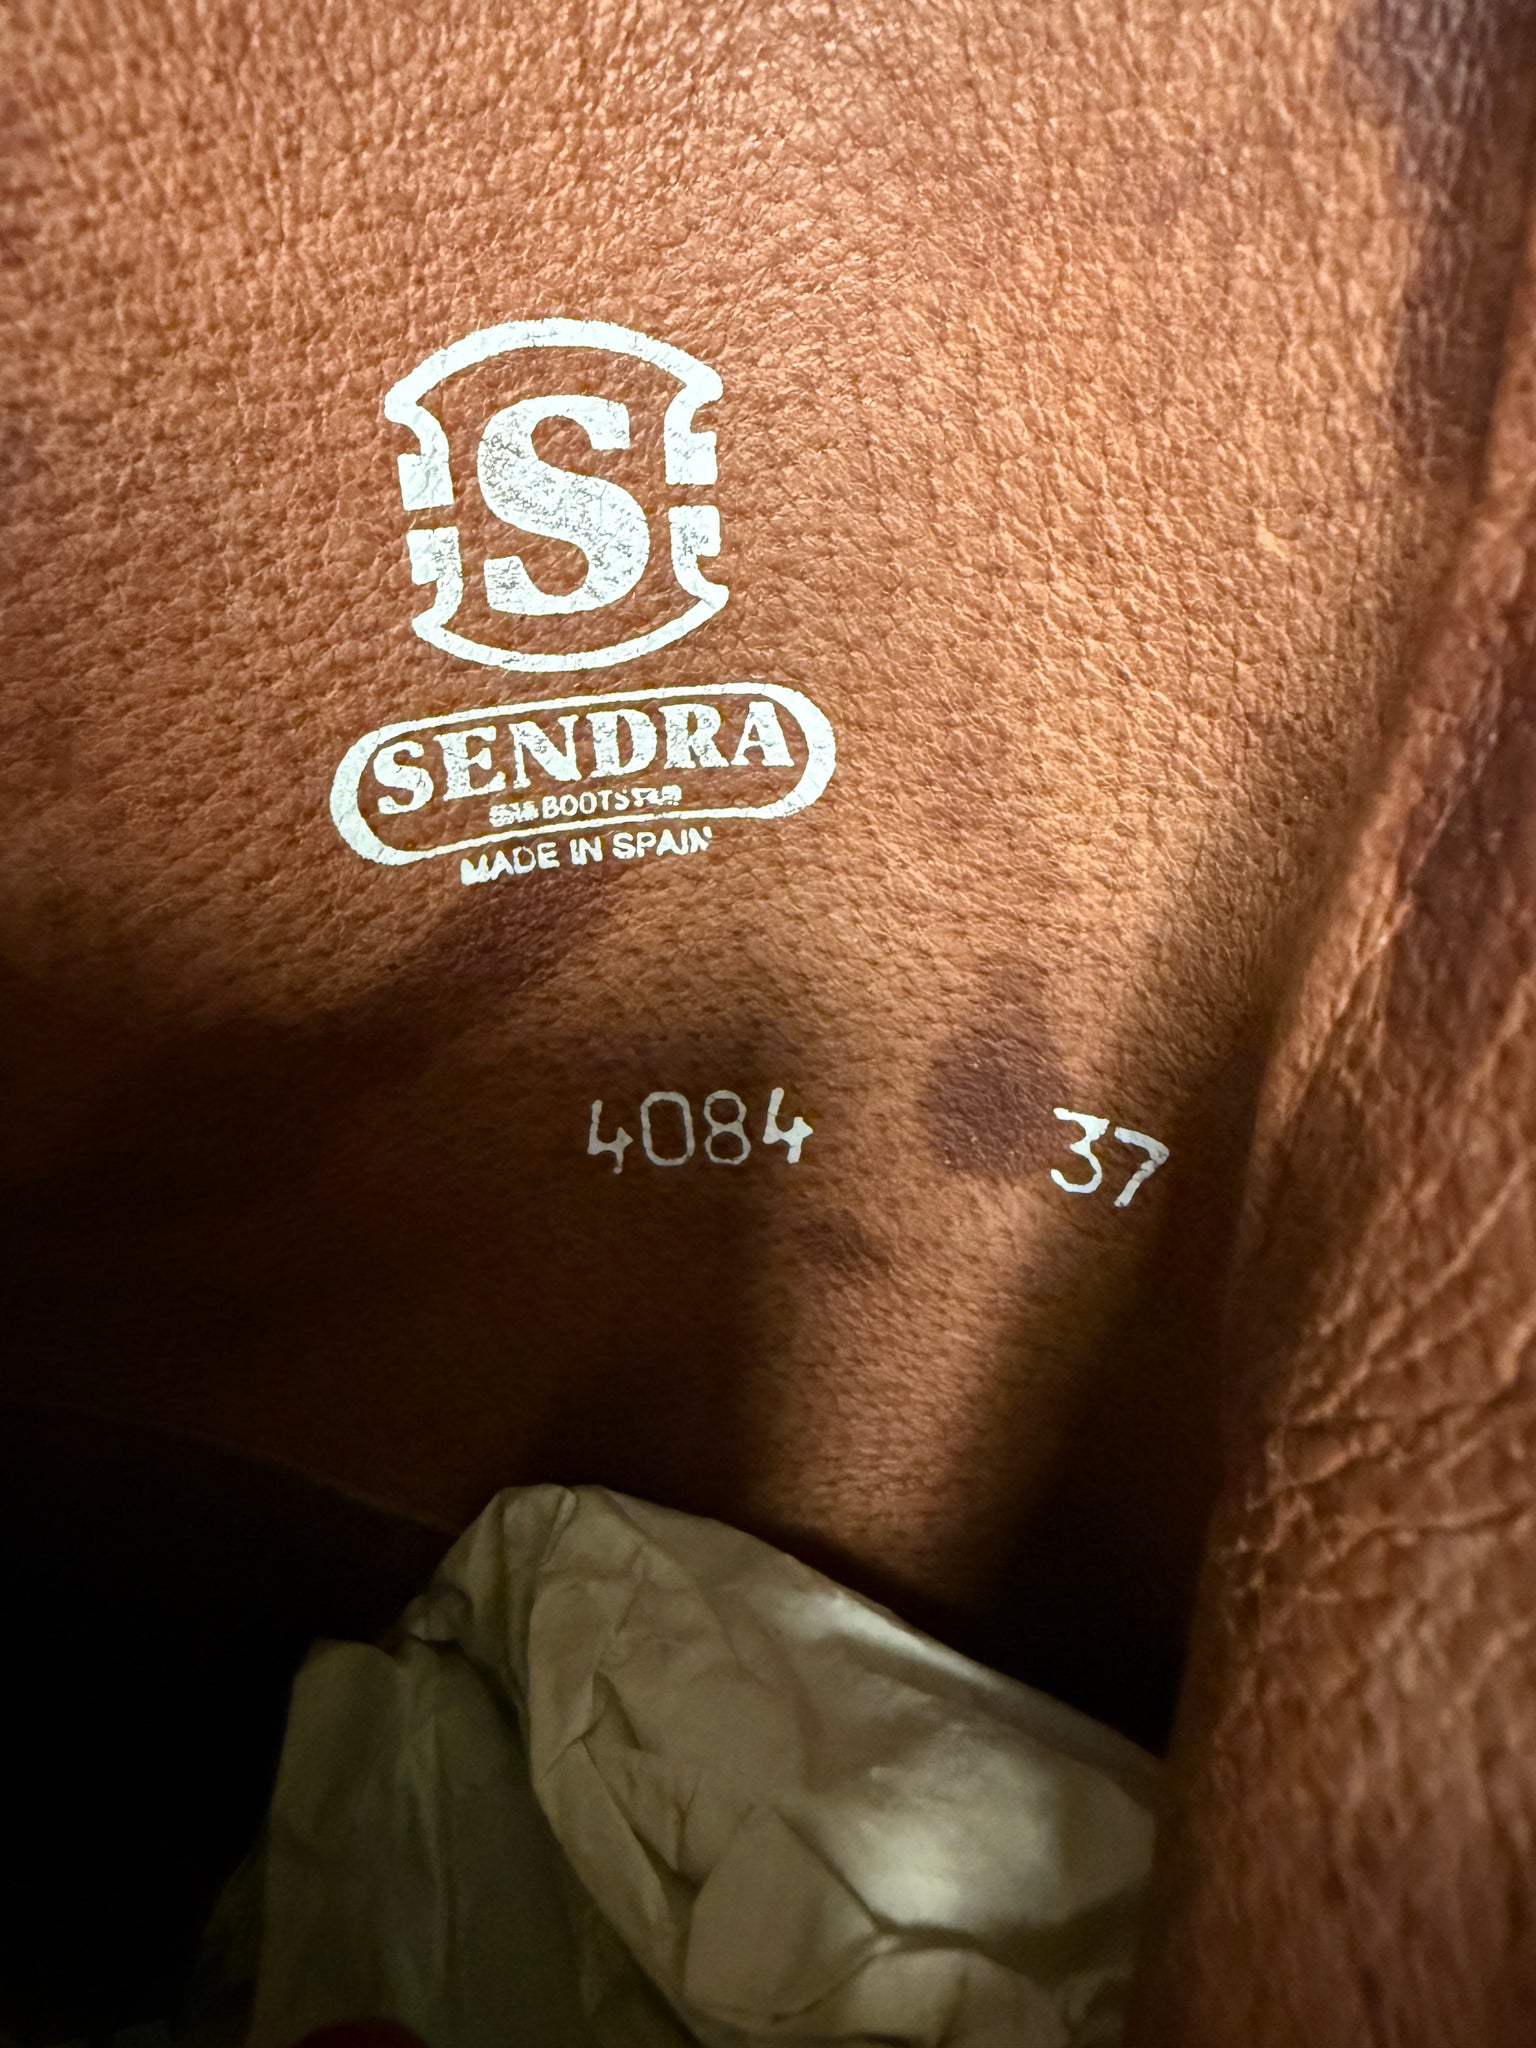 S
SENDRA
BOOTS
MADE IN SPAIN
4084 37